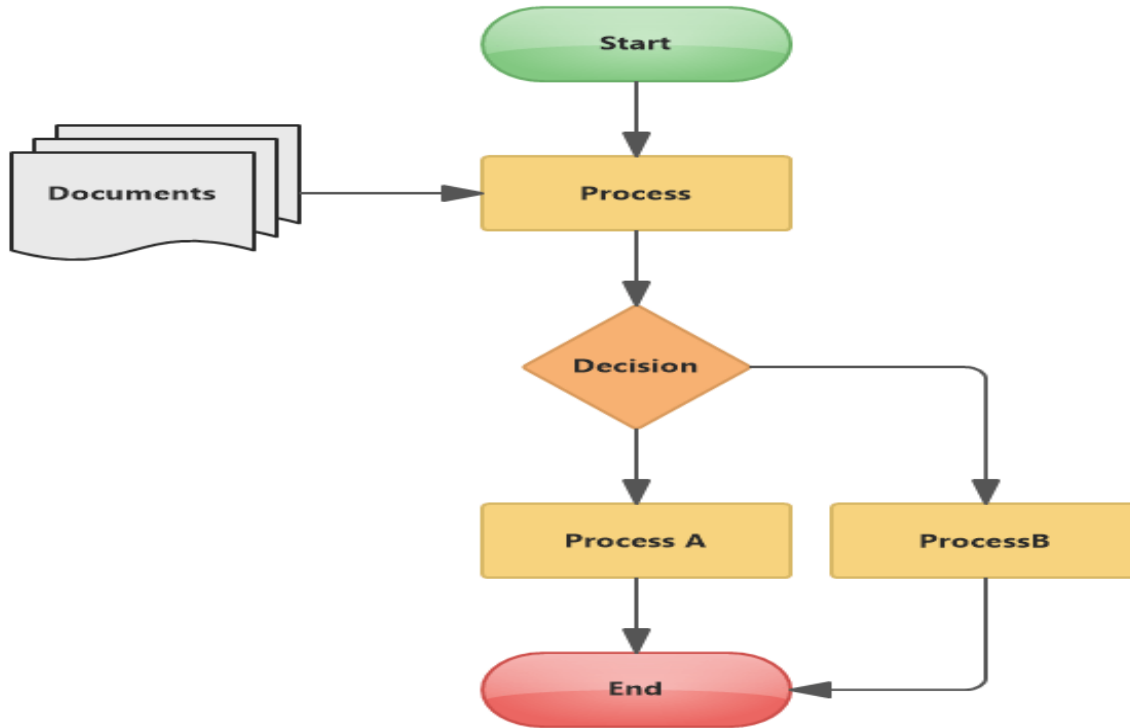 Start
Documents
Process
Decision
Process A
ProcessB
End